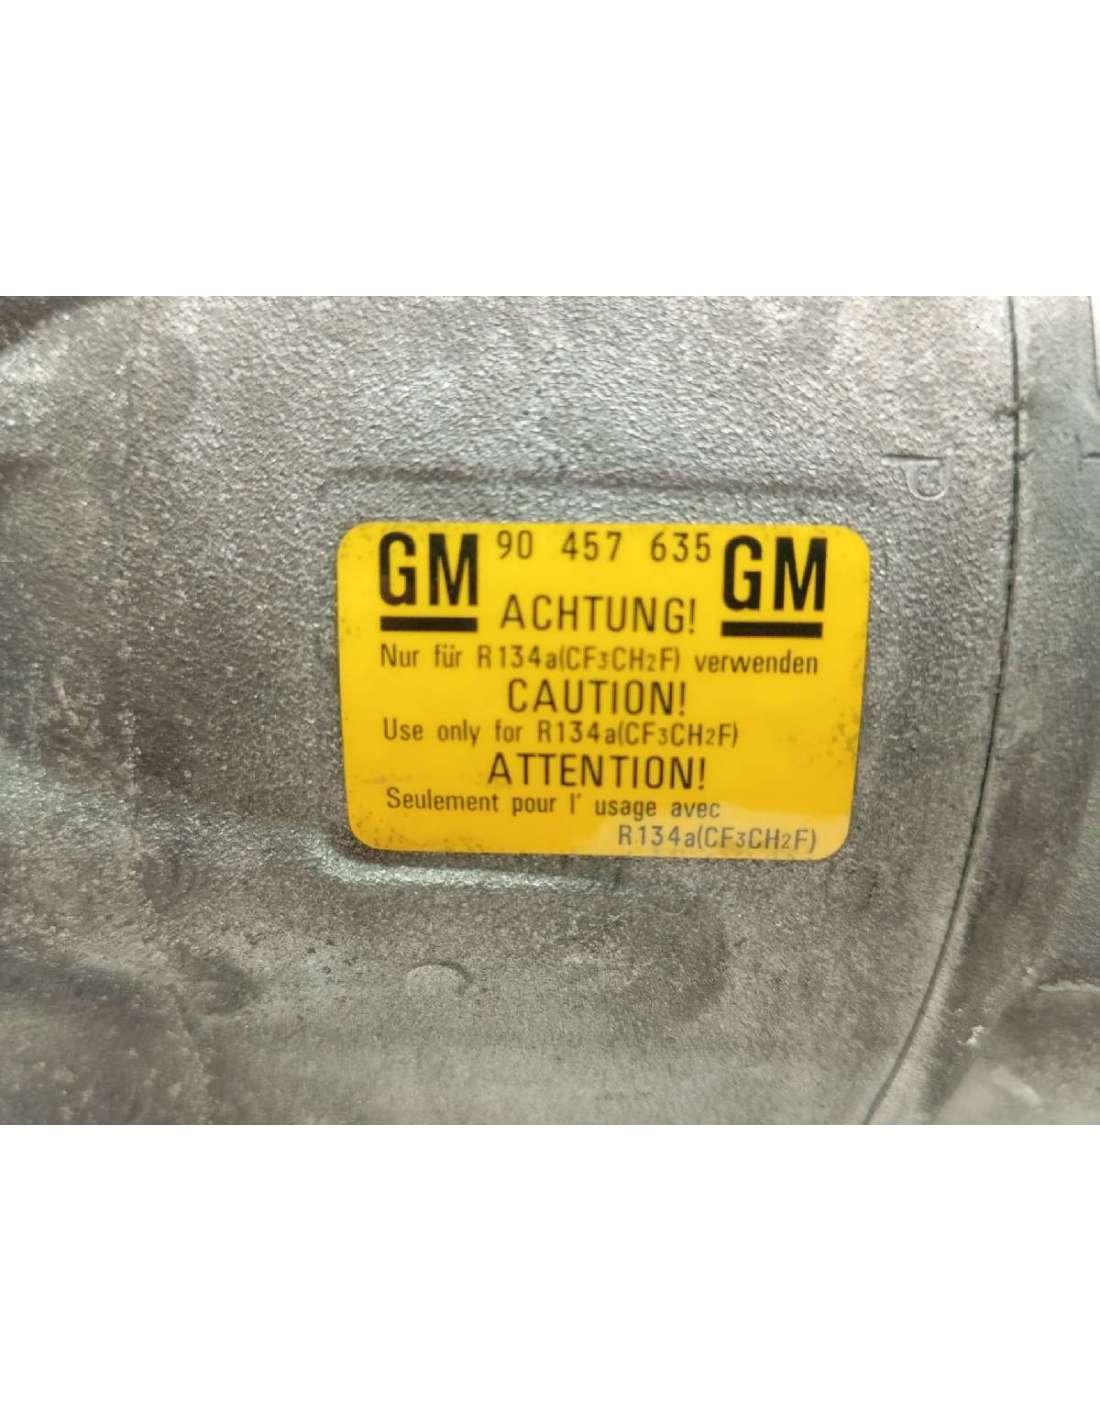 GM 90 457 635 GM
ACHTUNG!
Nur für R134a(CF3CH2F) verwenden
CAUTION!
Use only for R134a(CF3CH2F)
ATTENTION!
Seulement pour l' usage avec
R134a(CF3CH2F)